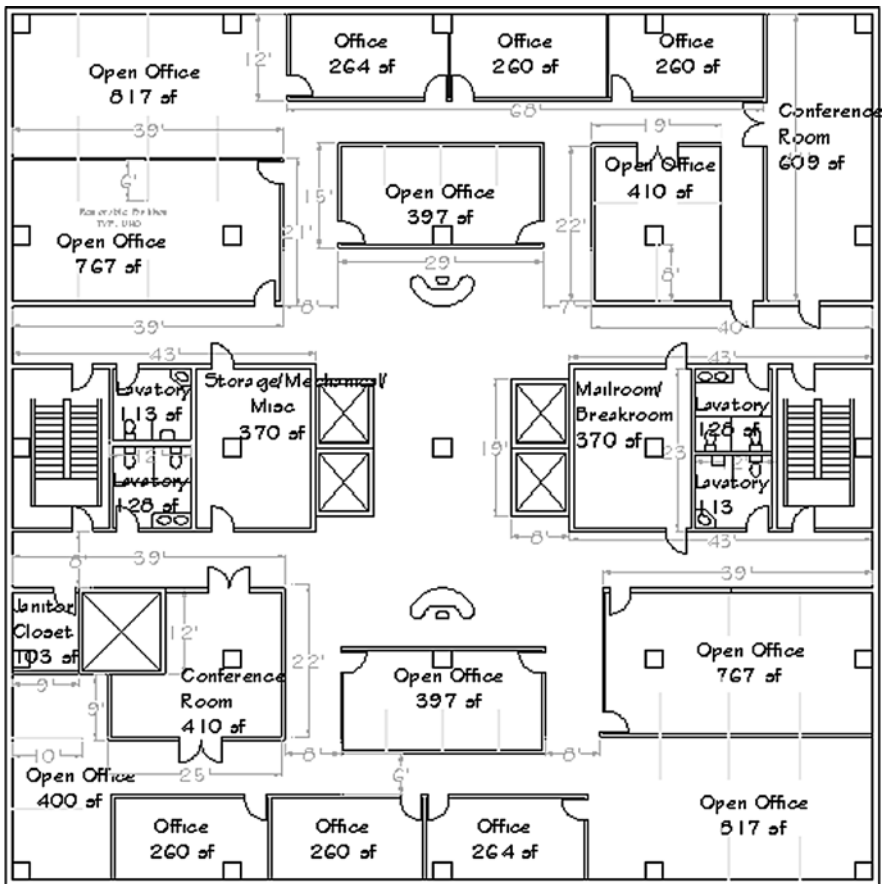 Office
264 sf
Office
260 sf
Office
260 sf
12'
Open Office
817 sf
68'
Conference
Room
609 sf
39'
19'
Open Office
410 sf
6'
15'
Open Office
397 sf
22'
21'
Open Office
767 sf
8'
29'
8'
7'
39'
40'
43'
43'
Lavatory
113 sf
Storage/Mechanical/
Misc
370 sf
Mailroom/
Breakroom
370 sf
Lavatory
128 sf
19'
23
12'
Lavatory
128 sf
Lavatory
113
8'
43'
8'
39'
39'
Janitor
Closet
103 sf
12'
22'
Open Office
767 sf
Conference
Room
410 sf
Open Office
397 sf
9'
9'
10'
25'
8'
8'
6'
Open Office
400 sf
Open Office
817 sf
Office
260 sf
Office
260 sf
Office
264 sf